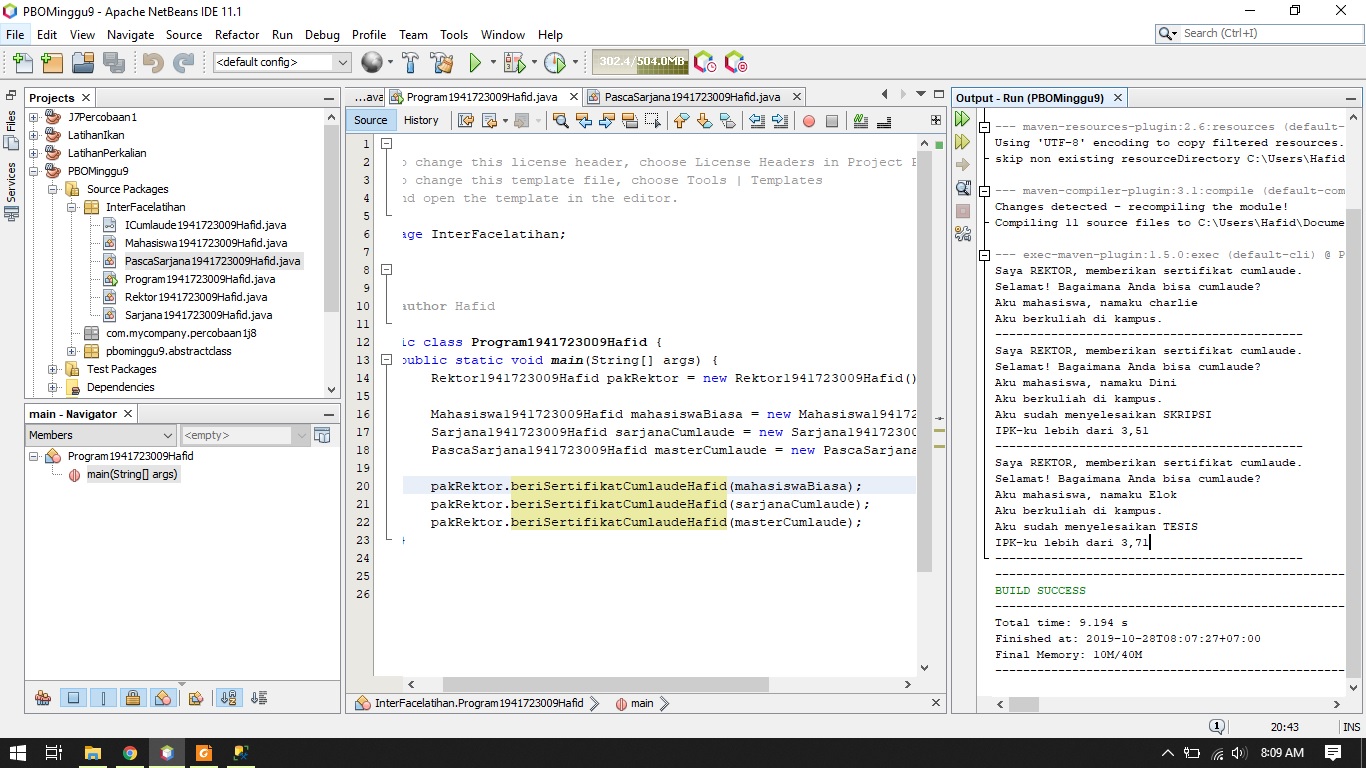 PBOMinggu9 - Apache NetBeans IDE 11.1
File Edit View Navigate Source Refactor Run Debug Profile Team Tools Window Help
Search (Ctrl+I)
<default config>
302.4/504.0MB
Files
Services
Projects
J7Percobaan1
LatihanIkan
LatihanPerkalian
PBOMinggu9
Source Packages
InterFacelatihan
ICumlaude1941723009Hafid.java
Mahasiswa1941723009Hafid.java
PascaSarjana1941723009Hafid.java
Program1941723009Hafid.java
Rektor1941723009Hafid.java
Sarjana1941723009Hafid.java
com.mycompany.percobaan1j8
pbominggu9.abstractclass
Test Packages
Dependencies
main - Navigator
Members <empty>
Program1941723009Hafid
main(String[] args)
...ava Program1941723009Hafid.java PascaSarjana1941723009Hafid.java
Source History
1
2 o change this license header, choose License Headers in Project P
3 o change this template file, choose Tools | Templates
4 nd open the template in the editor.
5
6 age InterFacelatihan;
7
8
9
10 author Hafid
11
12 ic class Program1941723009Hafid {
13 public static void main(String[] args) {
14 Rektor1941723009Hafid pakRektor = new Rektor1941723009Hafid()
15
16 Mahasiswa1941723009Hafid mahasiswaBiasa = new Mahasiswa194172
17 Sarjana1941723009Hafid sarjanaCumlaude = new Sarjana194172300
18 PascaSarjana1941723009Hafid masterCumlaude = new PascaSarjana
19
20 pakRektor.beriSertifikatCumlaudeHafid(mahasiswaBiasa);
21 pakRektor.beriSertifikatCumlaudeHafid(sarjanaCumlaude);
22 pakRektor.beriSertifikatCumlaudeHafid(masterCumlaude);
23 }
24
25
26
InterFacelatihan.Program1941723009Hafid main
Output - Run (PBOMinggu9)
--- maven-resources-plugin:2.6:resources (default-
Using 'UTF-8' encoding to copy filtered resources.
skip non existing resourceDirectory C:\Users\Hafid
--- maven-compiler-plugin:3.1:compile (default-com
Changes detected - recompiling the module!
Compiling 11 source files to C:\Users\Hafid\Docume
--- exec-maven-plugin:1.5.0:exec (default-cli) @ P
Saya REKTOR, memberikan sertifikat cumlaude.
Selamat! Bagaimana Anda bisa cumlaude?
Aku mahasiswa, namaku charlie
Aku berkuliah di kampus.
----------------------------------------
Saya REKTOR, memberikan sertifikat cumlaude.
Selamat! Bagaimana Anda bisa cumlaude?
Aku mahasiswa, namaku Dini
Aku berkuliah di kampus.
Aku sudah menyelesaikan SKRIPSI
IPK-ku lebih dari 3,51
----------------------------------------
Saya REKTOR, memberikan sertifikat cumlaude.
Selamat! Bagaimana Anda bisa cumlaude?
Aku mahasiswa, namaku Elok
Aku berkuliah di kampus.
Aku sudah menyelesaikan TESIS
IPK-ku lebih dari 3,71
----------------------------------------
---------------------------------------------
BUILD SUCCESS
---------------------------------------------
Total time: 9.194 s
Finished at: 2019-10-28T08:07:27+07:00
Final Memory: 10M/40M
---------------------------------------------
1 20:43 INS
8:09 AM